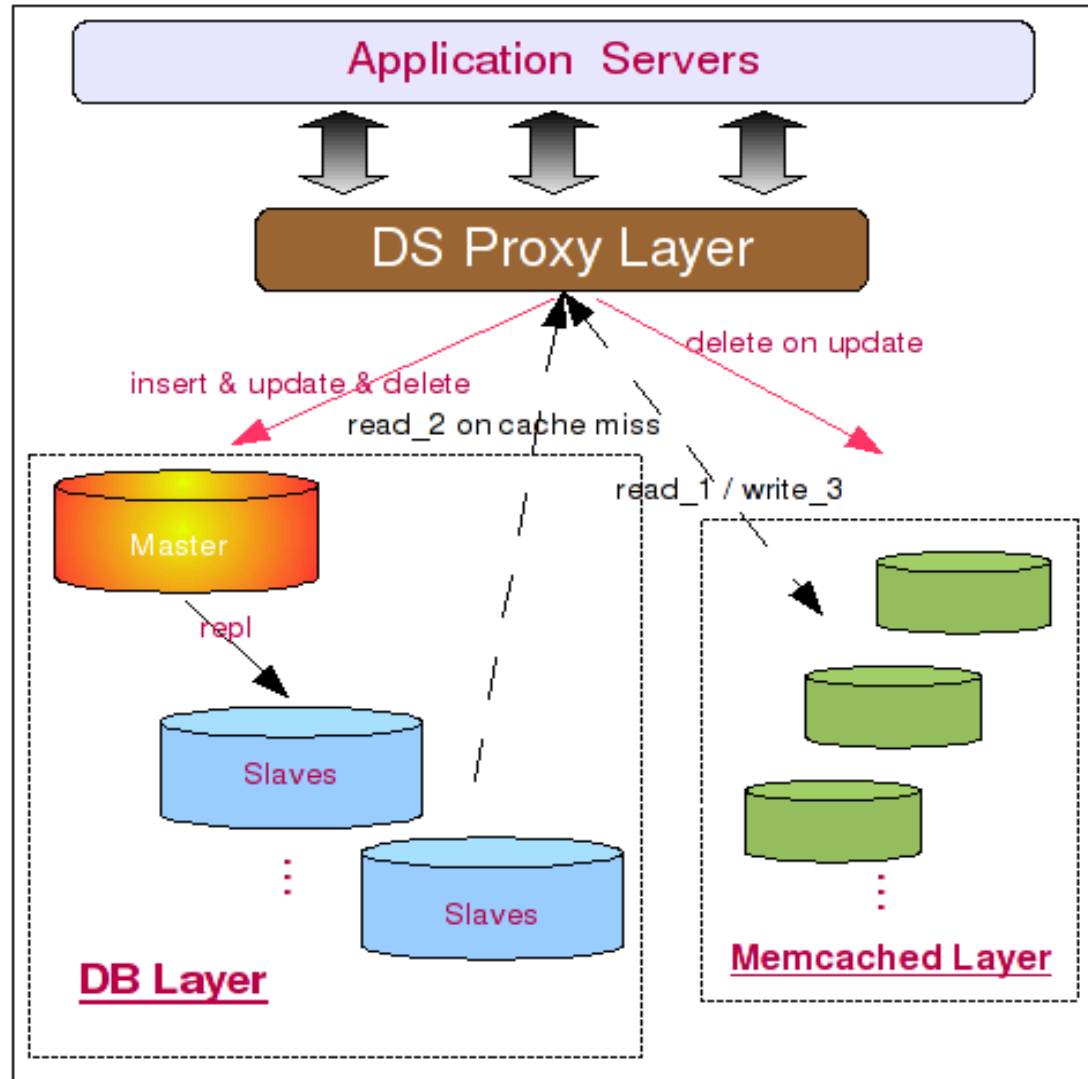 Application Servers
DS Proxy Layer
delete on update
insert & update & delete
read_2 on cache miss
read_1 / write_3
Master
repl
Slaves
Slaves
DB Layer
Memcached Layer